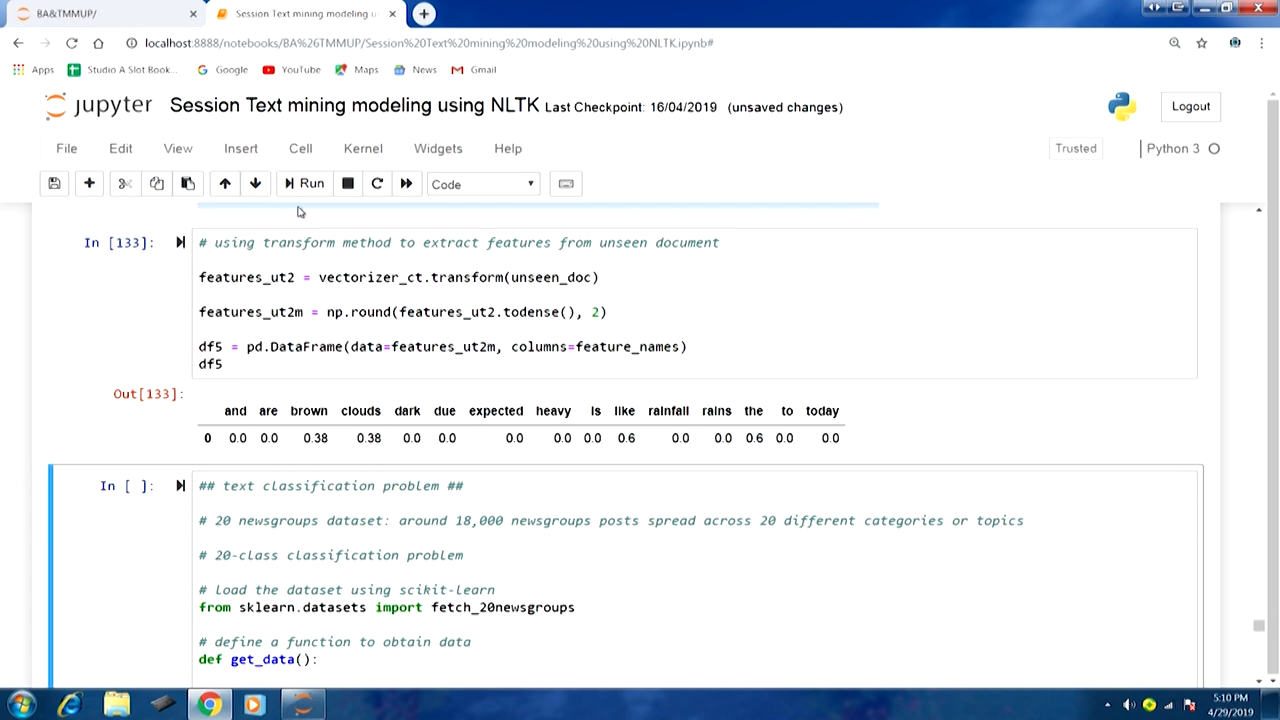 BA&TMMUP/
Session Text mining modeling u
localhost:8888/notebooks/BA%26TMMUP/Session%20Text%20mining%20modeling%20using%20NLTK.ipynb#
Apps Studio A Slot Book... Google YouTube Maps News Gmail
jupyter Session Text mining modeling using NLTK Last Checkpoint: 16/04/2019 (unsaved changes) Logout
File Edit View Insert Cell Kernel Widgets Help Trusted Python 3
Run Code
In [133]: # using transform method to extract features from unseen document
features_ut2 = vectorizer_ct.transform(unseen_doc)
features_ut2m = np.round(features_ut2.todense(), 2)
df5 = pd.DataFrame(data=features_ut2m, columns=feature_names)
df5
Out[133]:
and are brown clouds dark due expected heavy is like rainfall rains the to today
0 0.0 0.0 0.38 0.38 0.0 0.0 0.0 0.0 0.0 0.6 0.0 0.0 0.6 0.0 0.0
In [ ]: ## text classification problem ##
# 20 newsgroups dataset: around 18,000 newsgroups posts spread across 20 different categories or topics
# 20-class classification problem
# load the dataset using scikit-learn
from sklearn.datasets import fetch_20newsgroups
# define a function to obtain data
def get_data():
5:10 PM
4/29/2019